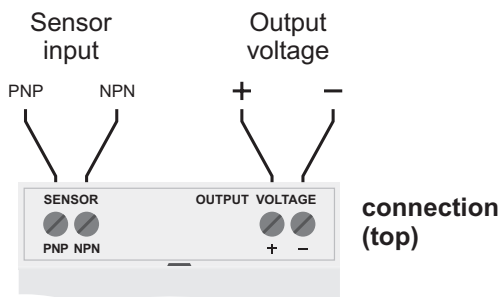 Sensor
input
Output
voltage
PNP NPN + –
SENSOR OUTPUT VOLTAGE
PNP NPN + –
connection
(top)